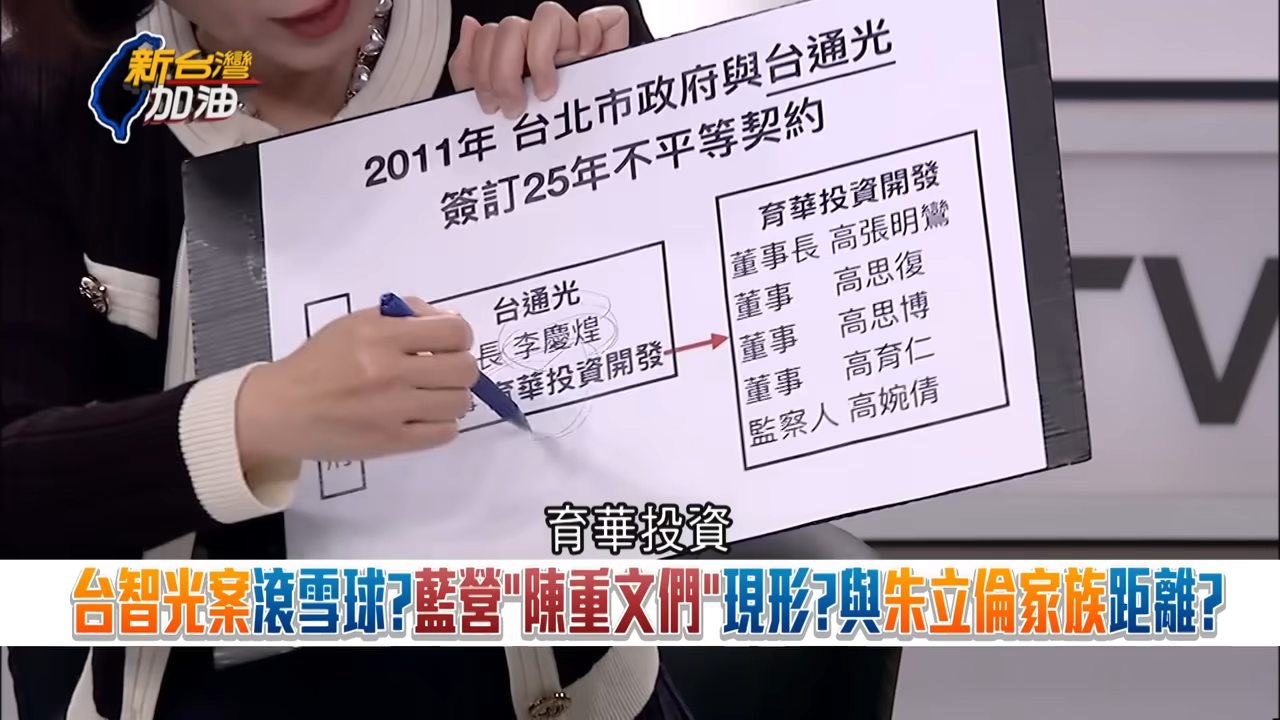 新台灣
加油
2011年 台北市政府與台通光
簽訂25年不平等契約
台通光
長 李慶煌
育華投資開發
育華投資開發
董事長 高張明鸞
董事 高思復
董事 高思博
董事 高育仁
監察人 高婉倩
TV
育華投資
台智光案滾雪球?藍營"陳重文們"現形?與朱立倫家族距離?